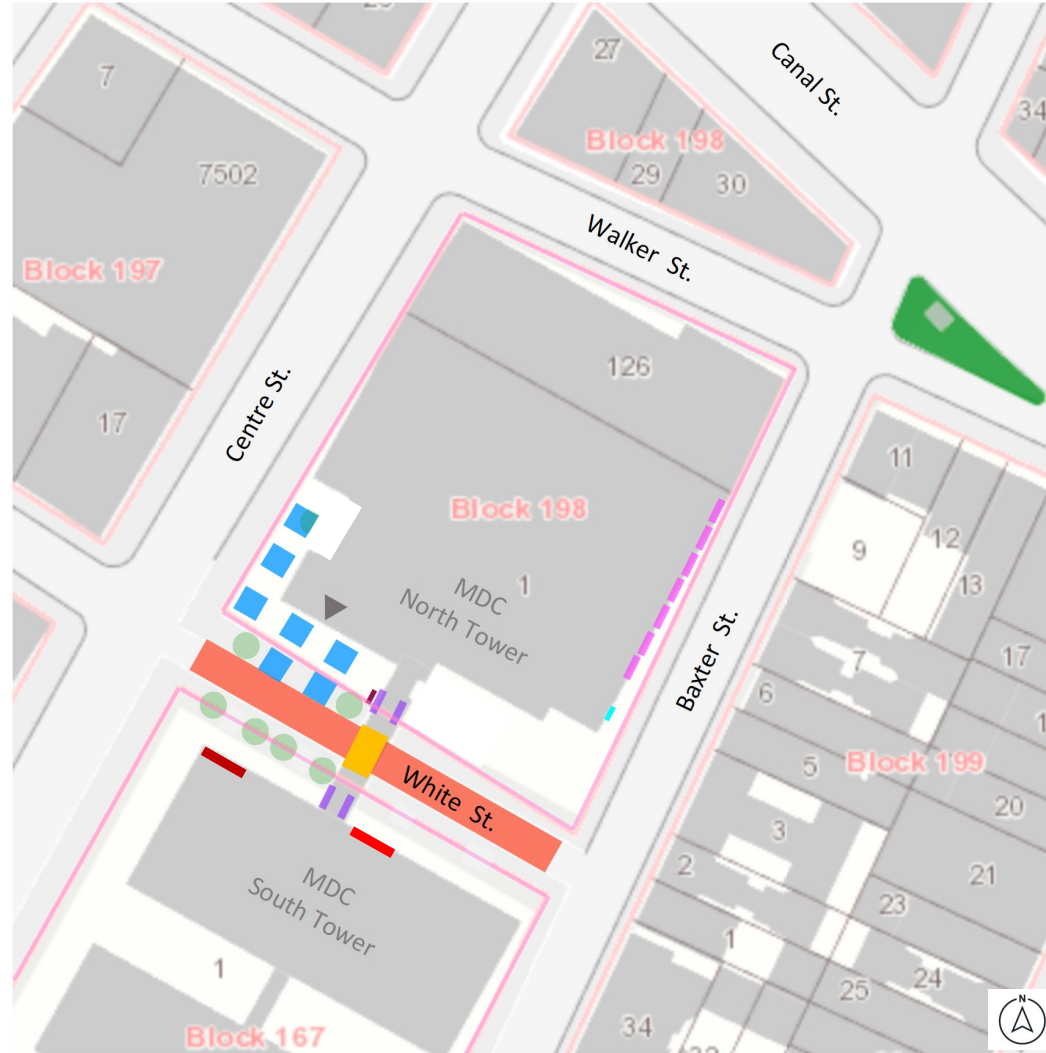 27
Canal St.
7
34
Block 198
7502
29
30
Walker St.
Block 197
126
Centre St.
17
11
Block 198
12
9
13
MDC
North Tower
1
Baxter St.
7
17
6
5
Block 199
White St.
20
3
2
21
MDC
South Tower
23
1
1
24
25
34
Block 167
N